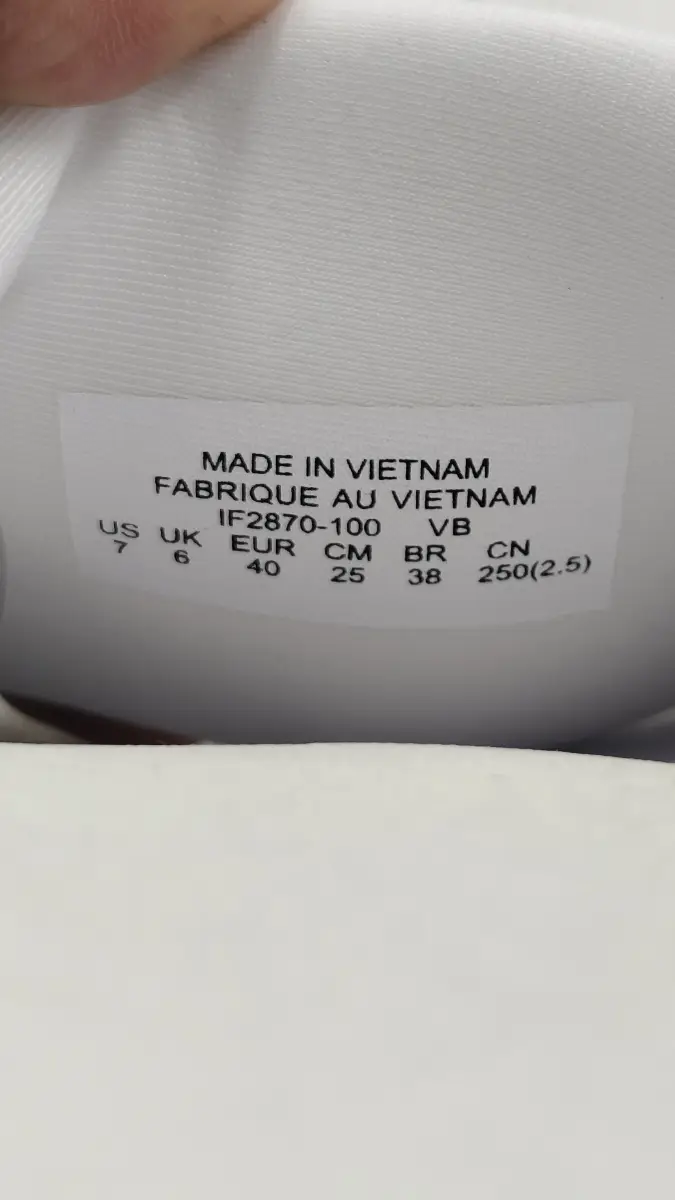 MADE IN VIETNAM
FABRIQUE AU VIETNAM
IF2870-100 VB
US UK EUR CM BR CN
7 6 40 25 38 250(2.5)